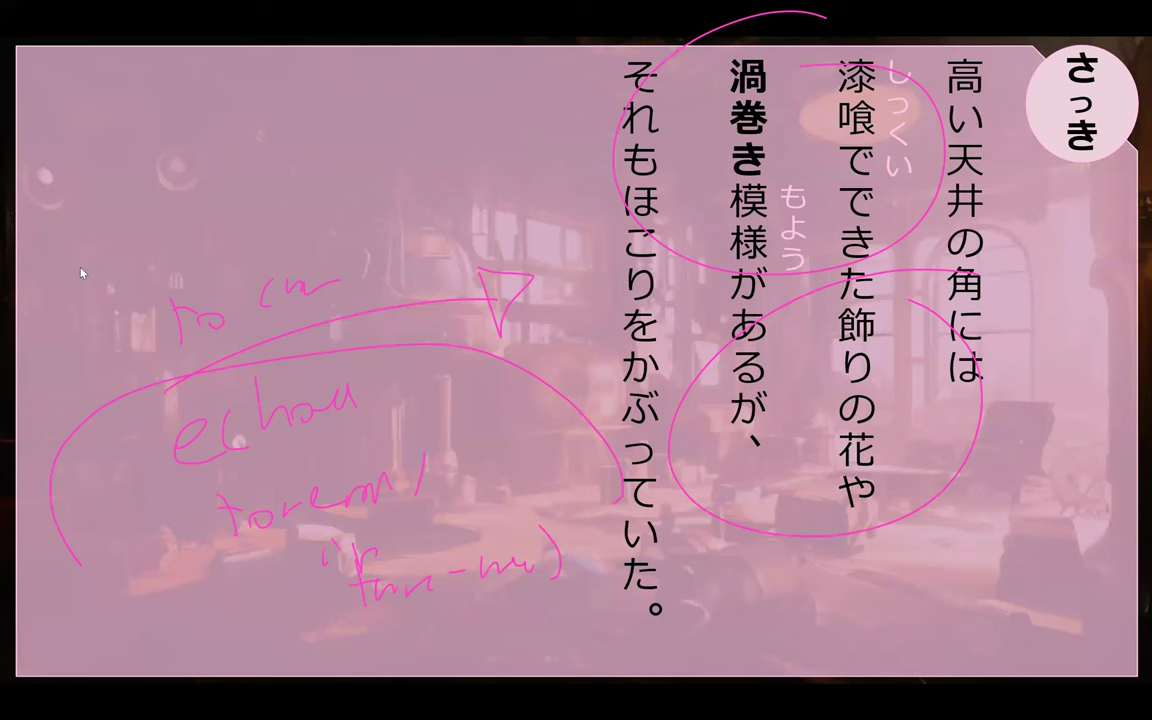 さっき
高い天井の角には
しっくい
漆喰でできた飾りの花や
もよう
渦巻き模様があるが、
それもほこりをかぶっていた。
echoa